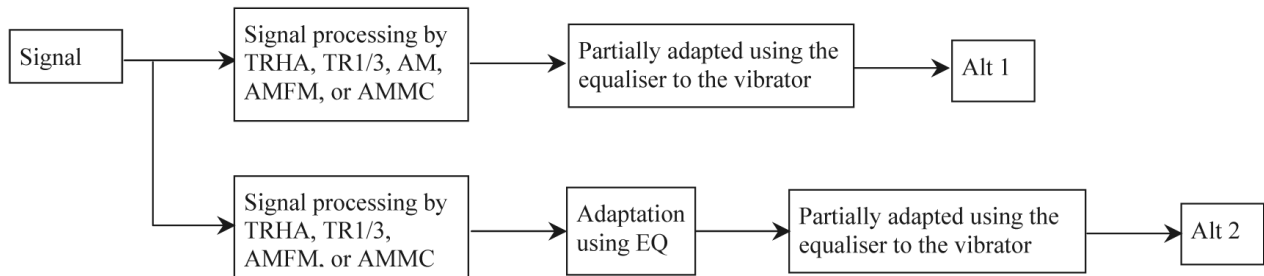 Signal
Signal processing by
TRHA, TR1/3, AM,
AMFM, or AMMC
Partially adapted using the
equaliser to the vibrator
Alt 1
Signal processing by
TRHA, TR1/3,
AMFM, or AMMC
Adaptation
using EQ
Partially adapted using the
equaliser to the vibrator
Alt 2